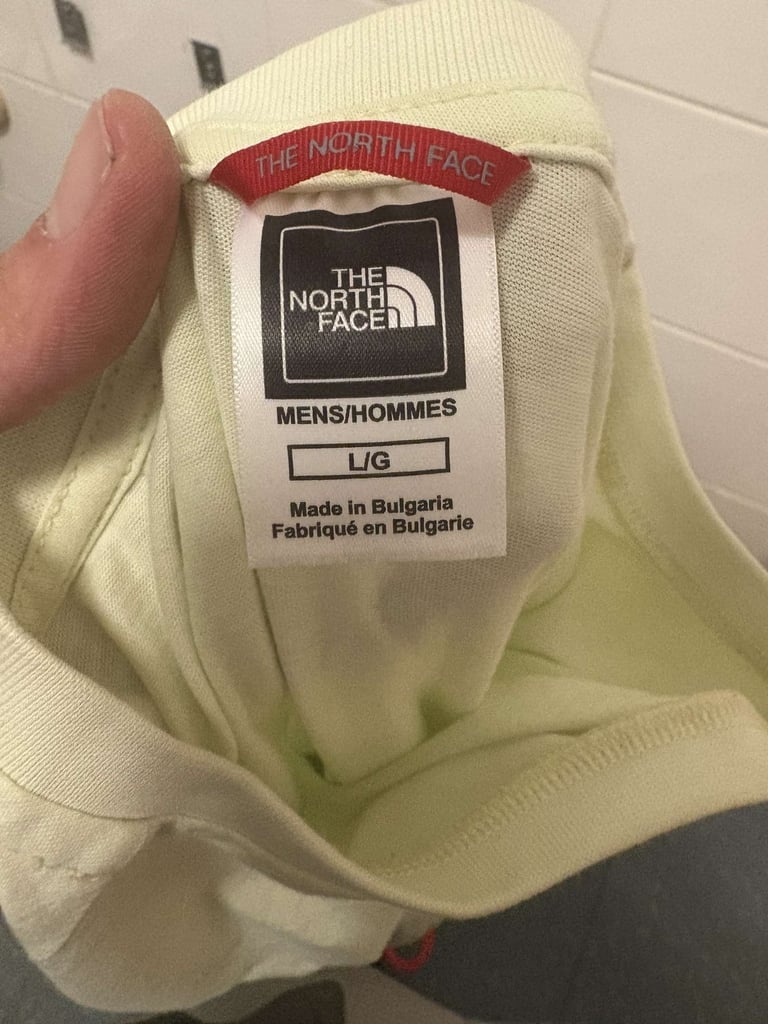 THE NORTH FACE
THE
NORTH
FACE
MENS/HOMMES
L/G
Made in Bulgaria
Fabriqué en Bulgarie